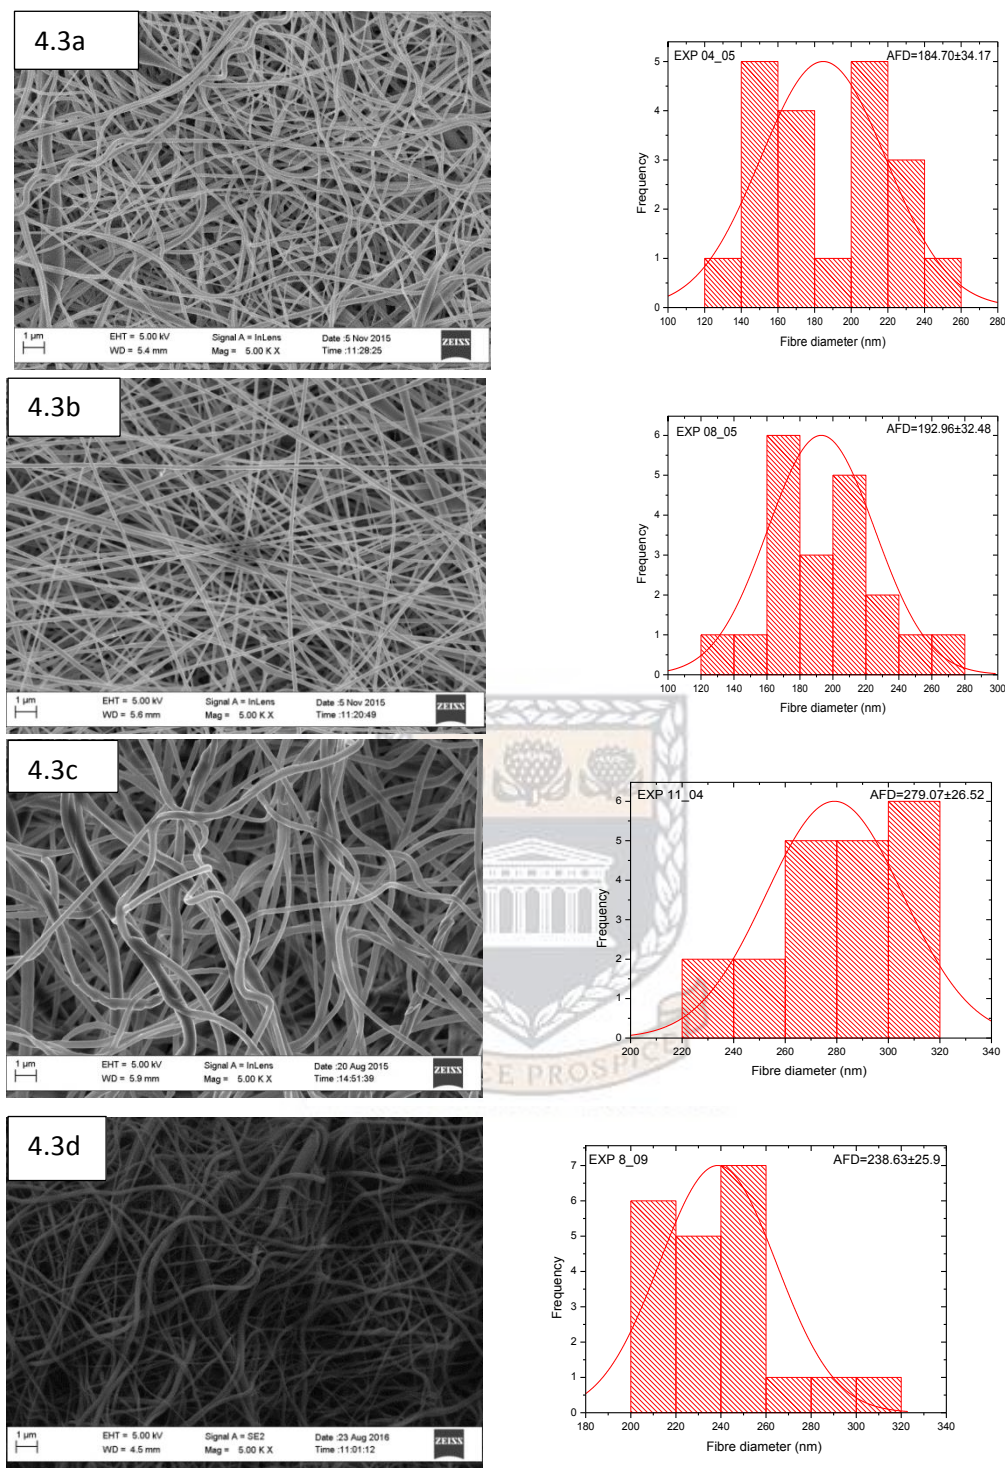 4.3a
1 µm
EHT = 5.00 kV
Signal A = InLens
Date :5 Nov 2015
WD = 5.4 mm
Mag = 5.00 K X
Time :11:28:25
ZEISS
EXP 04_05
AFD=184.70±34.17
Frequency
5
4
3
2
1
0
100 120 140 160 180 200 220 240 260 280
Fibre diameter (nm)
4.3b
1 µm
EHT = 5.00 kV
Signal A = InLens
Date :5 Nov 2015
WD = 5.6 mm
Mag = 5.00 K X
Time :11:20:49
ZEISS
EXP 08_05
AFD=192.96±32.48
Frequency
6
5
4
3
2
1
0
100 120 140 160 180 200 220 240 260 280 300
Fibre diameter (nm)
4.3c
1 µm
EHT = 5.00 kV
Signal A = InLens
Date :20 Aug 2015
WD = 5.9 mm
Mag = 5.00 K X
Time :14:51:39
ZEISS
EXP 11_04
AFD=279.07±26.52
Frequency
6
5
4
3
2
1
0
200 220 240 260 280 300 320 340
Fibre diameter (nm)
CE PROSPIC
4.3d
1 µm
EHT = 5.00 kV
Signal A = SE2
Date :23 Aug 2016
WD = 4.5 mm
Mag = 5.00 K X
Time :11:01:12
ZEISS
EXP 8_09
AFD=238.63±25.9
Frequency
7
6
5
4
3
2
1
0
180 200 220 240 260 280 300 320 340
Fibre diameter (nm)